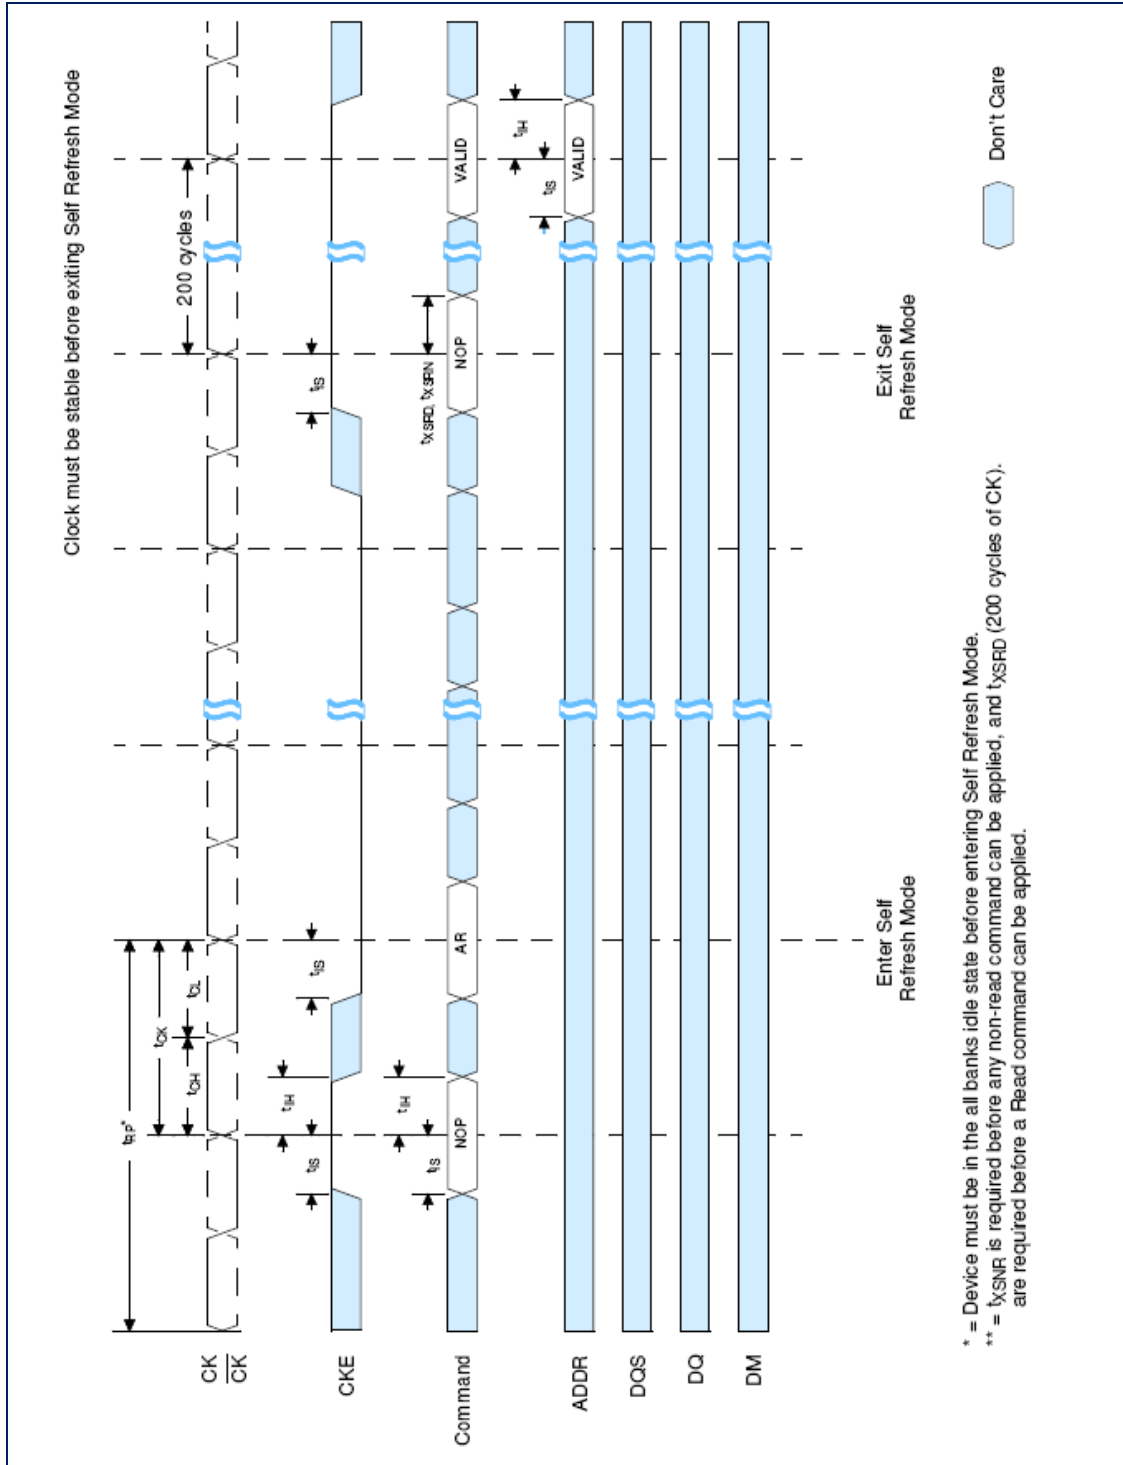 Clock must be stable before exiting Self Refresh Mode
tRP*
tCK
tCH
tCL
200 cycles
CK
CK
tIS
tIH
tIS
tIS
CKE
tIS
tIH
tXSRD, tXSRN
NOP
AR
NOP
VALID
Command
tIS
tIH
VALID
ADDR
DQS
DQ
DM
Enter Self
Refresh Mode
Exit Self
Refresh Mode
Don't Care
* = Device must be in the all banks idle state before entering Self Refresh Mode.
** = tXSNR is required before any non-read command can be applied, and tXSRD (200 cycles of CK).
are required before a Read command can be applied.